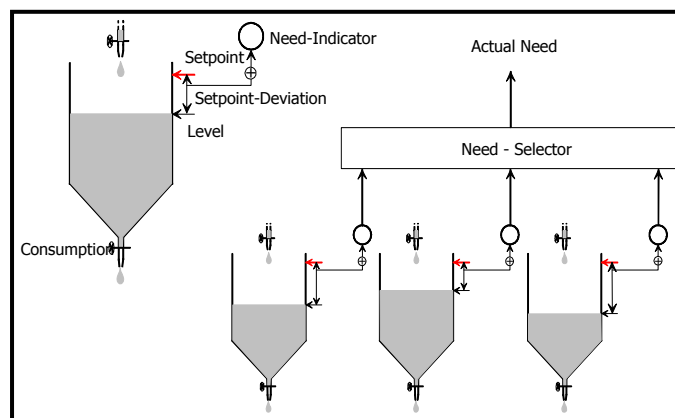 Need-Indicator
Setpoint
Setpoint-Deviation
Level
Consumption
Actual Need
Need - Selector